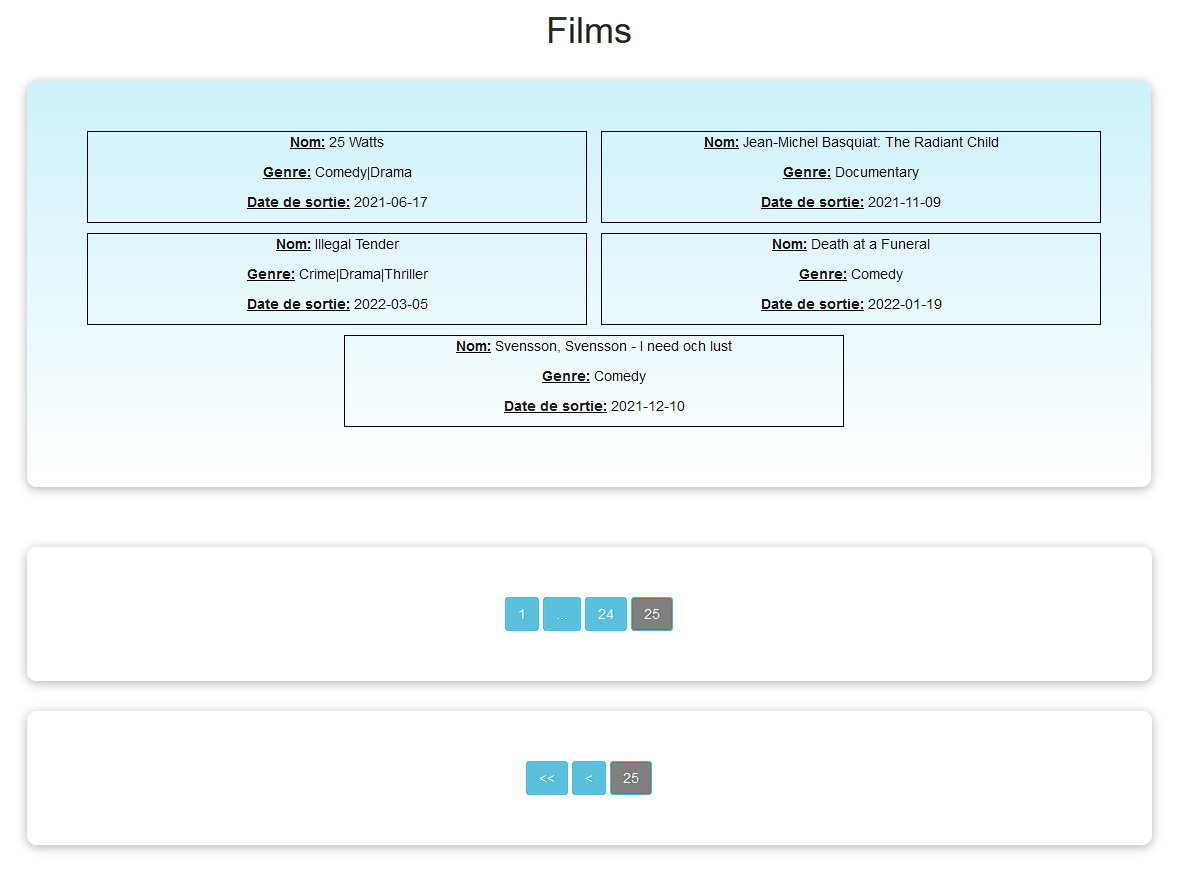 Films
Nom: 25 Watts
Genre: Comedy|Drama
Date de sortie: 2021-06-17
Nom: Jean-Michel Basquiat: The Radiant Child
Genre: Documentary
Date de sortie: 2021-11-09
Nom: Illegal Tender
Genre: Crime|Drama|Thriller
Date de sortie: 2022-03-05
Nom: Death at a Funeral
Genre: Comedy
Date de sortie: 2022-01-19
Nom: Svensson, Svensson - I need och lust
Genre: Comedy
Date de sortie: 2021-12-10
1 ... 24 25
<< < 25